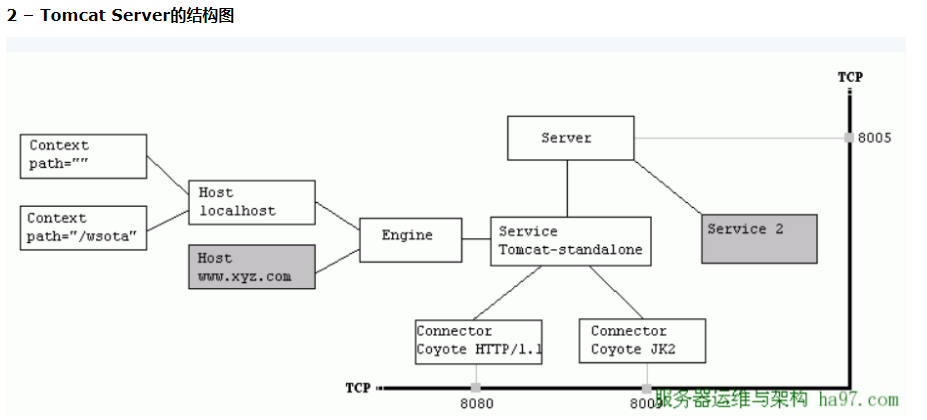 2 – Tomcat Server的结构图
TCP
Server
8005
Context
path=""
Host
localhost
Context
path="/wsota"
Engine
Service
Tomcat-standalone
Service 2
Host
www.xyz.com
Connector
Coyote HTTP/1.1
Connector
Coyote JK2
TCP
8080
服务器运维与架构 ha97.com